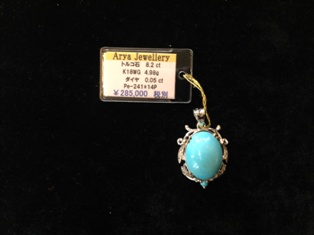 Arya Jewellery
トルコ石 8.2 ct
K18WG 4.98g
ダイヤ 0.05 ct
Pe-241×14P
¥285,000 税別